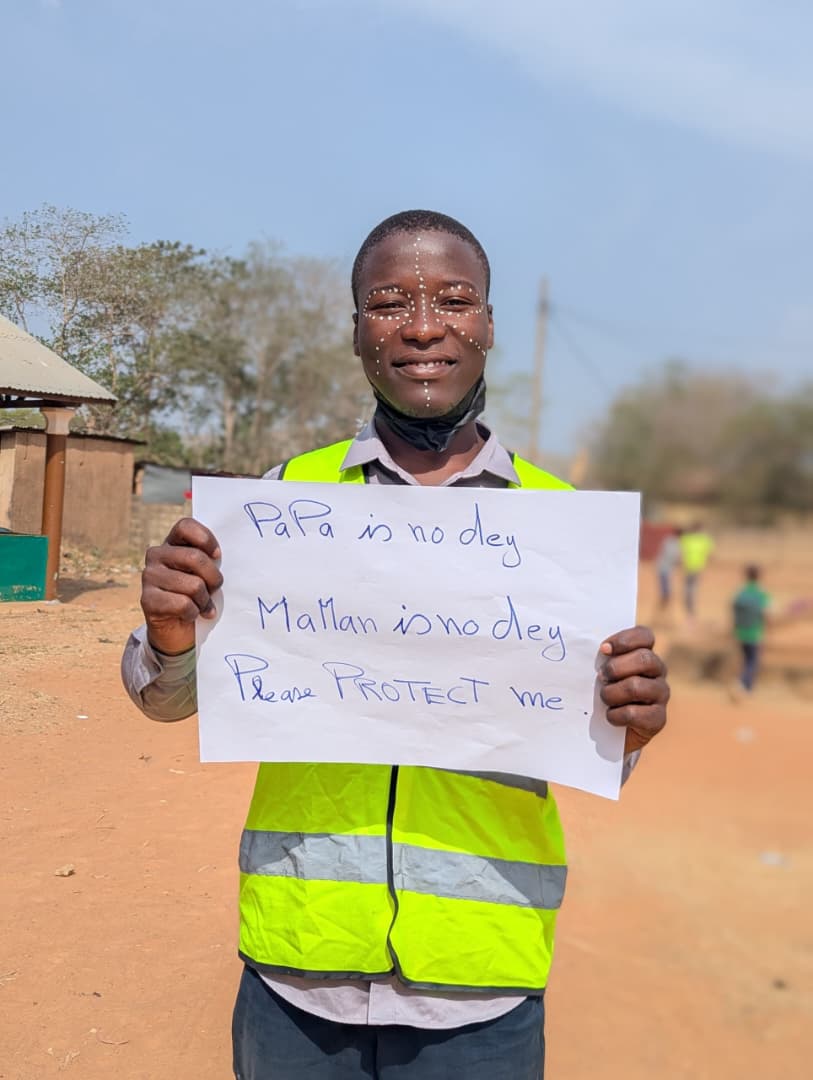 PaPa is no dey
MaMan is no dey
Please PROTECT me.